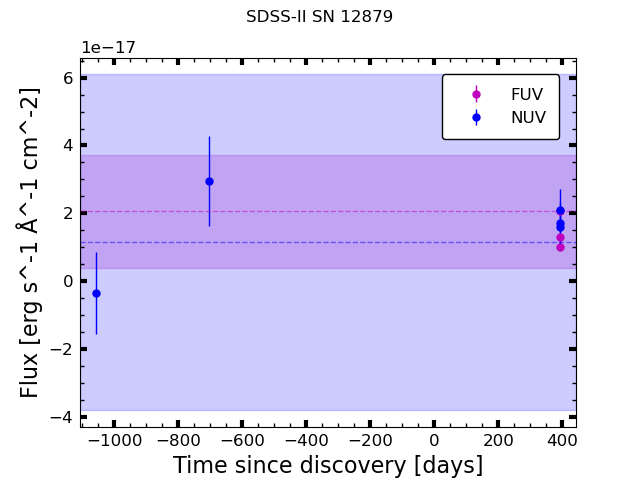 SDSS-II SN 12879
1e−17
FUV
NUV
6
4
2
0
−2
−4
Flux [erg s^-1 Å^-1 cm^-2]
−1000 −800 −600 −400 −200 0 200 400
Time since discovery [days]